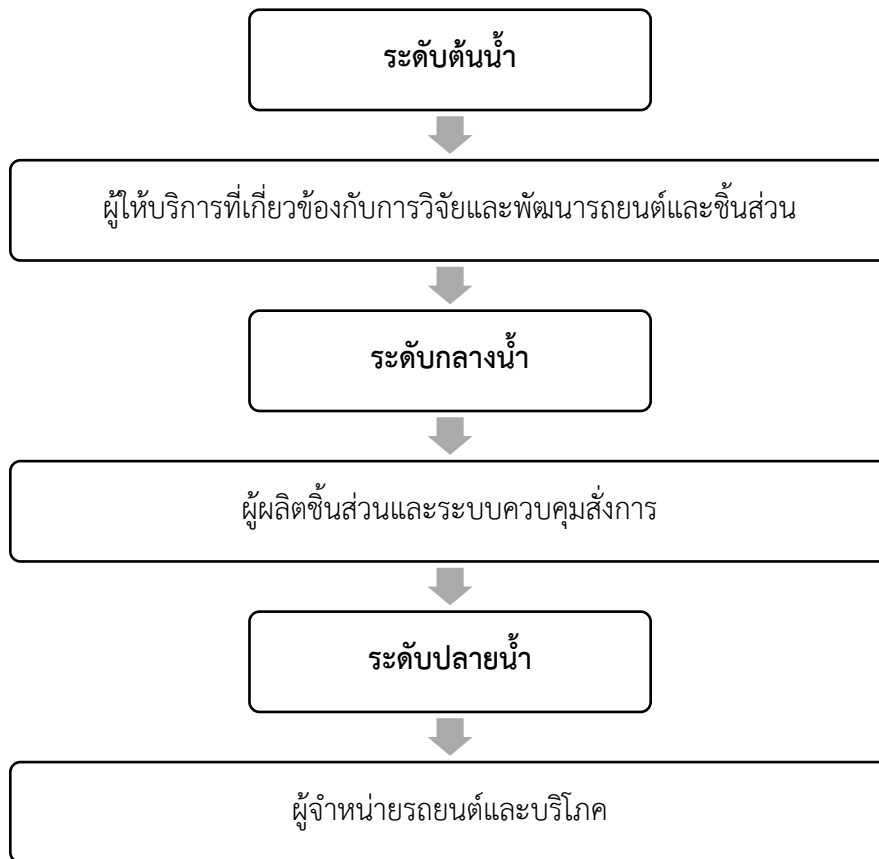 ระดับต้นน้ำ
ผู้ให้บริการที่เกี่ยวข้องกับการวิจัยและพัฒนารถยนต์และชิ้นส่วน
ระดับกลางน้ำ
ผู้ผลิตชิ้นส่วนและระบบควบคุมสั่งการ
ระดับปลายน้ำ
ผู้จำหน่ายรถยนต์และบริโภค